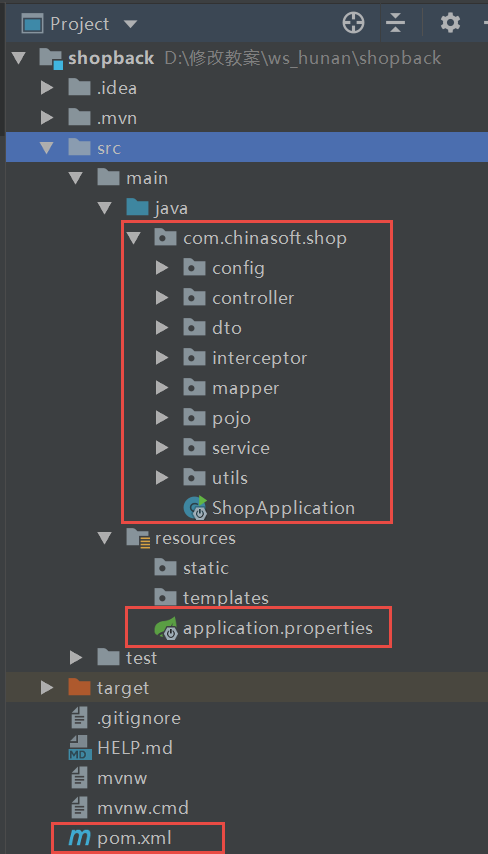 Project
shopback D:\修改教案\ws_hunan\shopback
.idea
.mvn
src
main
java
com.chinasoft.shop
config
controller
dto
interceptor
mapper
pojo
service
utils
ShopApplication
resources
static
templates
application.properties
test
target
.gitignore
MD HELP.md
mvnw
mvnw.cmd
m pom.xml